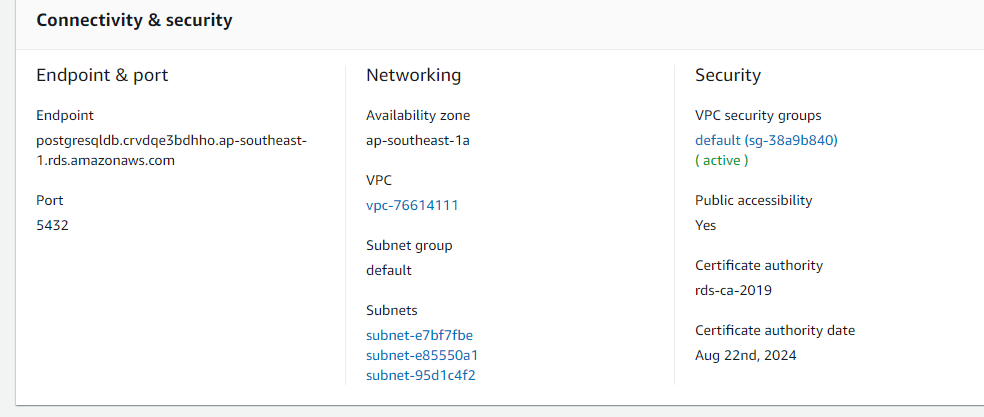 Connectivity & security
Endpoint & port
Endpoint
postgresqldb.crvdqe3bdhho.ap-southeast-
1.rds.amazonaws.com
Port
5432
Networking
Availability zone
ap-southeast-1a
VPC
vpc-76614111
Subnet group
default
Subnets
subnet-e7bf7fbe
subnet-e85550a1
subnet-95d1c4f2
Security
VPC security groups
default (sg-38a9b840)
( active )
Public accessibility
Yes
Certificate authority
rds-ca-2019
Certificate authority date
Aug 22nd, 2024